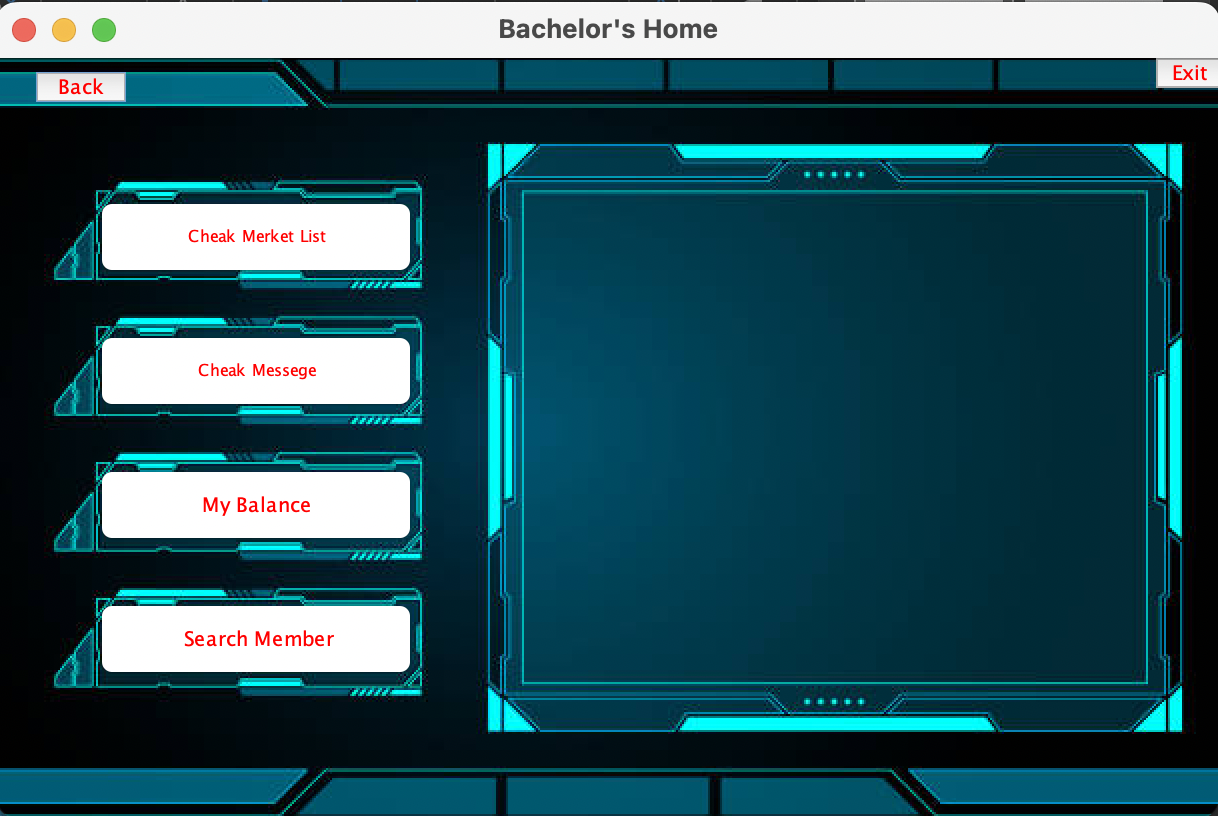 Bachelor's Home
Back
Exit
Cheak Merket List
Cheak Messege
My Balance
Search Member